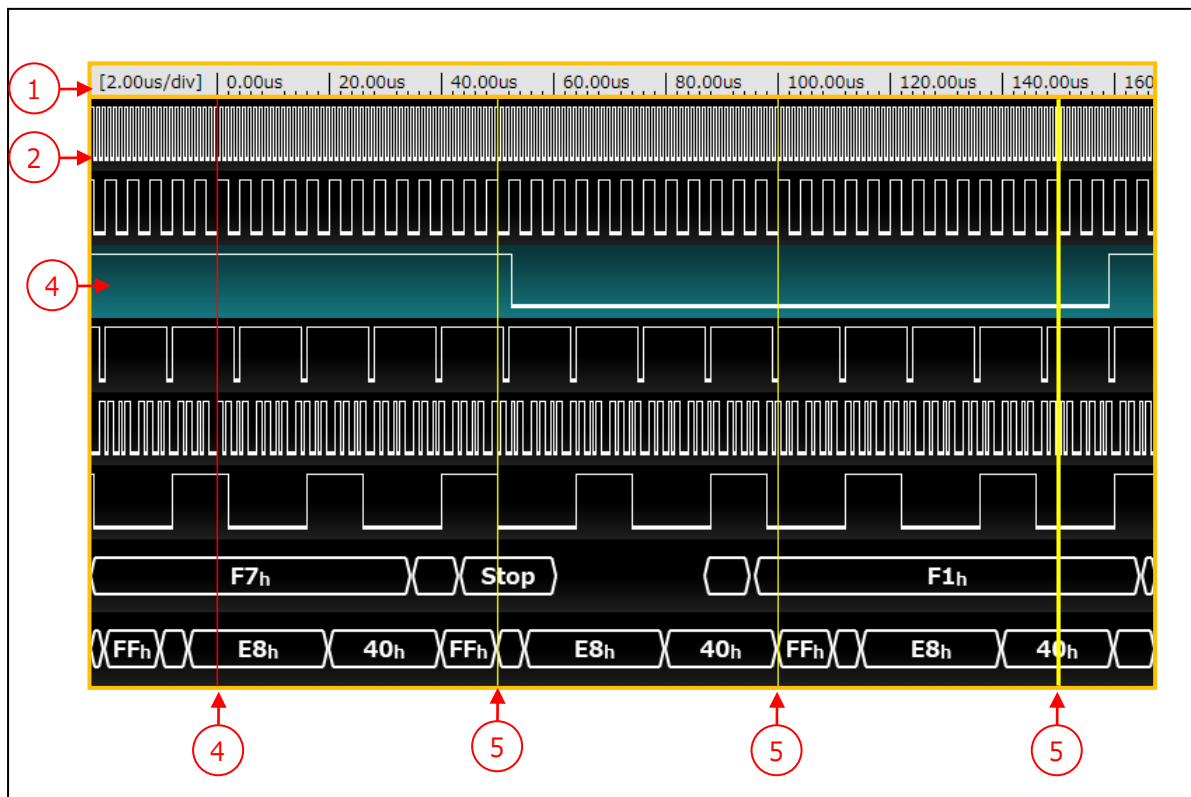 1
[2.00us/div] 0.00us 20.00us 40.00us 60.00us 80.00us 100.00us 120.00us 140.00us 160
2
4
F7h Stop F1h
FFh E8h 40h FFh E8h 40h FFh E8h 40h
4 5 5 5